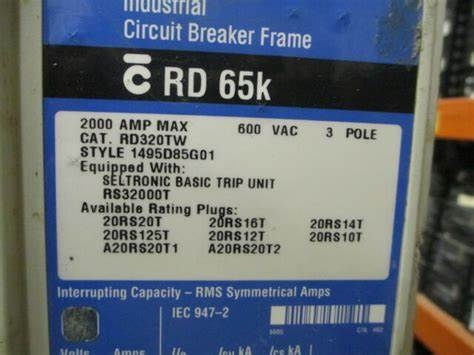 Industrial
Circuit Breaker Frame
RD 65k
2000 AMP MAX 600 VAC 3 POLE
CAT. RD320TW
STYLE 1495D85G01
Equipped With:
SELTRONIC BASIC TRIP UNIT
RS32000T
Available Rating Plugs:
20RS20T 20RS16T 20RS14T
20RS125T 20RS12T 20RS10T
A20RS20T1 A20RS20T2
Interrupting Capacity – RMS Symmetrical Amps
IEC 947-2
Volts Amps